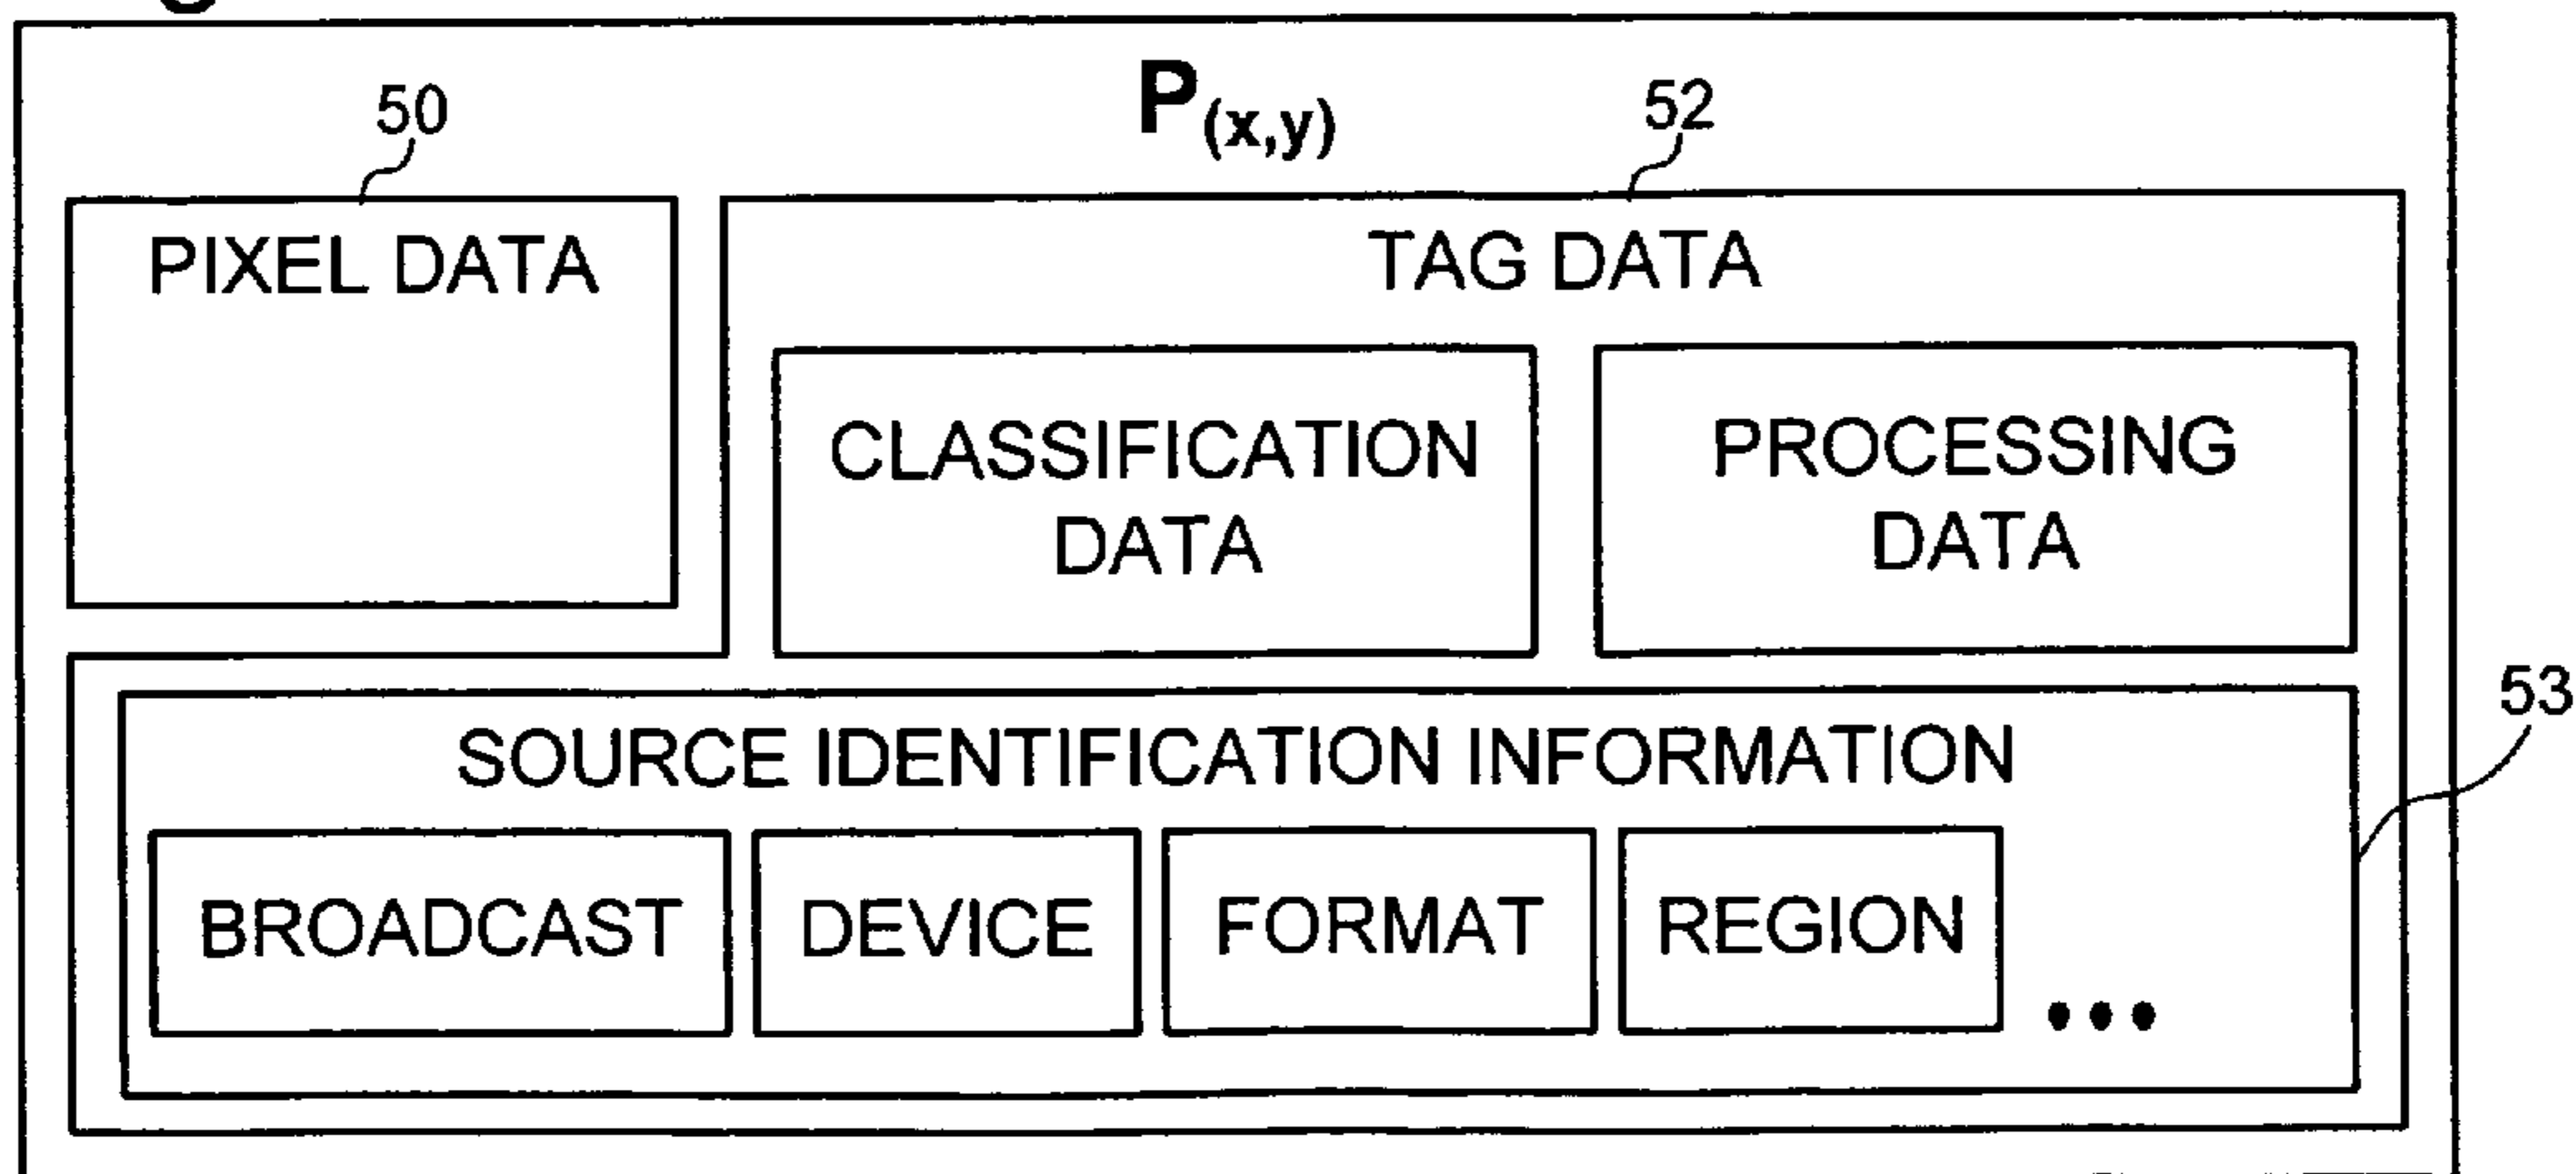 P(x,y)
50
52
PIXEL DATA
TAG DATA
CLASSIFICATION
DATA
PROCESSING
DATA
53
SOURCE IDENTIFICATION INFORMATION
BROADCAST
DEVICE
FORMAT
REGION
•••